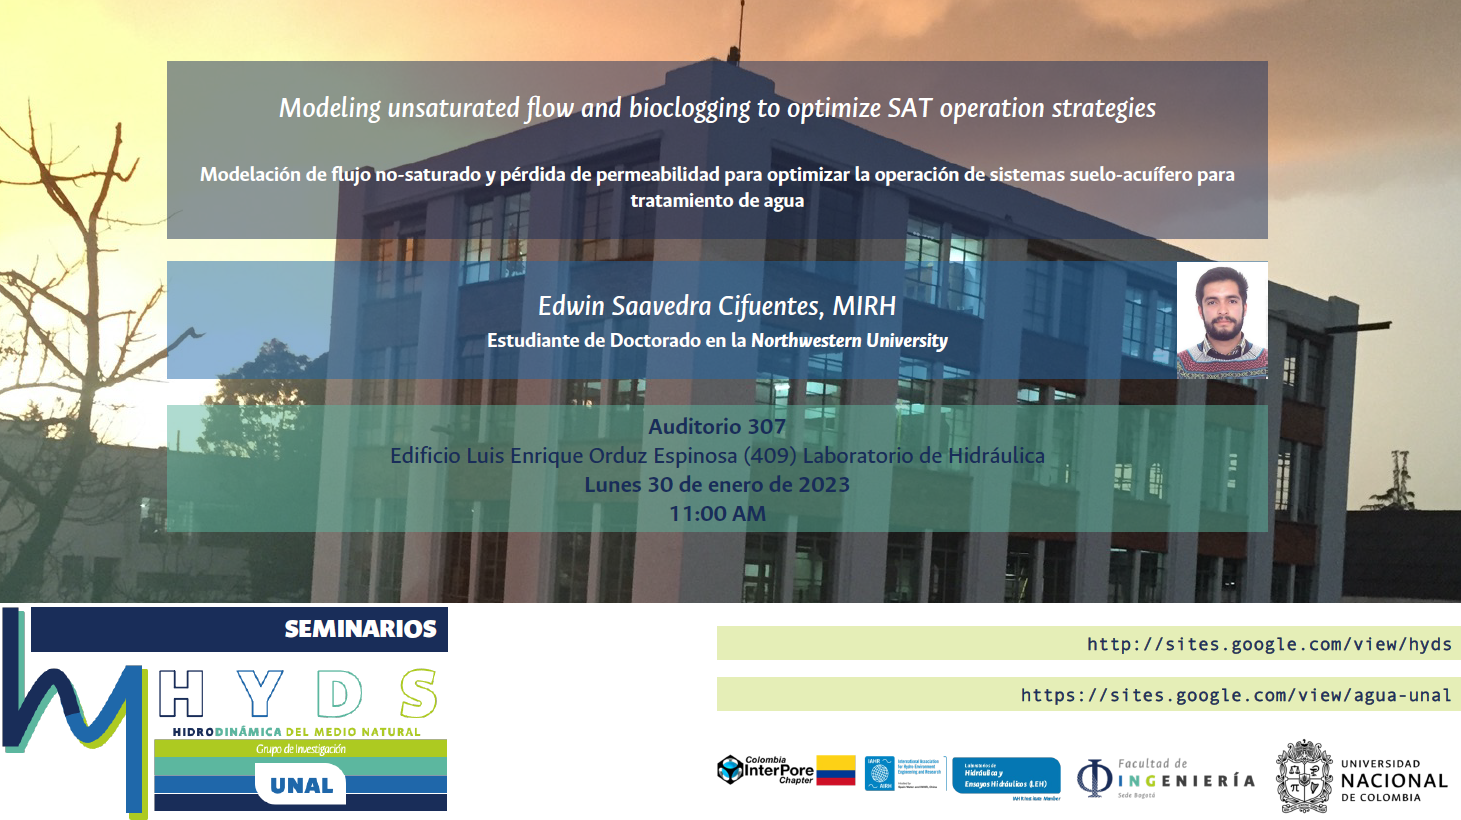 Modeling unsaturated flow and bioclogging to optimize SAT operation strategies
Modelación de flujo no-saturado y pérdida de permeabilidad para optimizar la operación de sistemas suelo-acuífero para
tratamiento de agua
Edwin Saavedra Cifuentes, MIRH
Estudiante de Doctorado en la Northwestern University
Auditorio 307
Edificio Luis Enrique Orduz Espinosa (409) Laboratorio de Hidráulica
Lunes 30 de enero de 2023
11:00 AM
SEMINARIOS
HYDS
HIDRODINÁMICA DEL MEDIO NATURAL
Grupo de Investigación
UNAL
http://sites.google.com/view/hyds
https://sites.google.com/view/agua-unal
Colombia
InterPore
Chapter
IAHR
AIRH
International Association
for Hydro-Environment
Engineering and Research
Laboratorios de
Hidráulica y
Ensayos Hidráulicos (LEH)
Facultad de
INGENIERÍA
Sede Bogotá
UNIVERSIDAD
NACIONAL
DE COLOMBIA